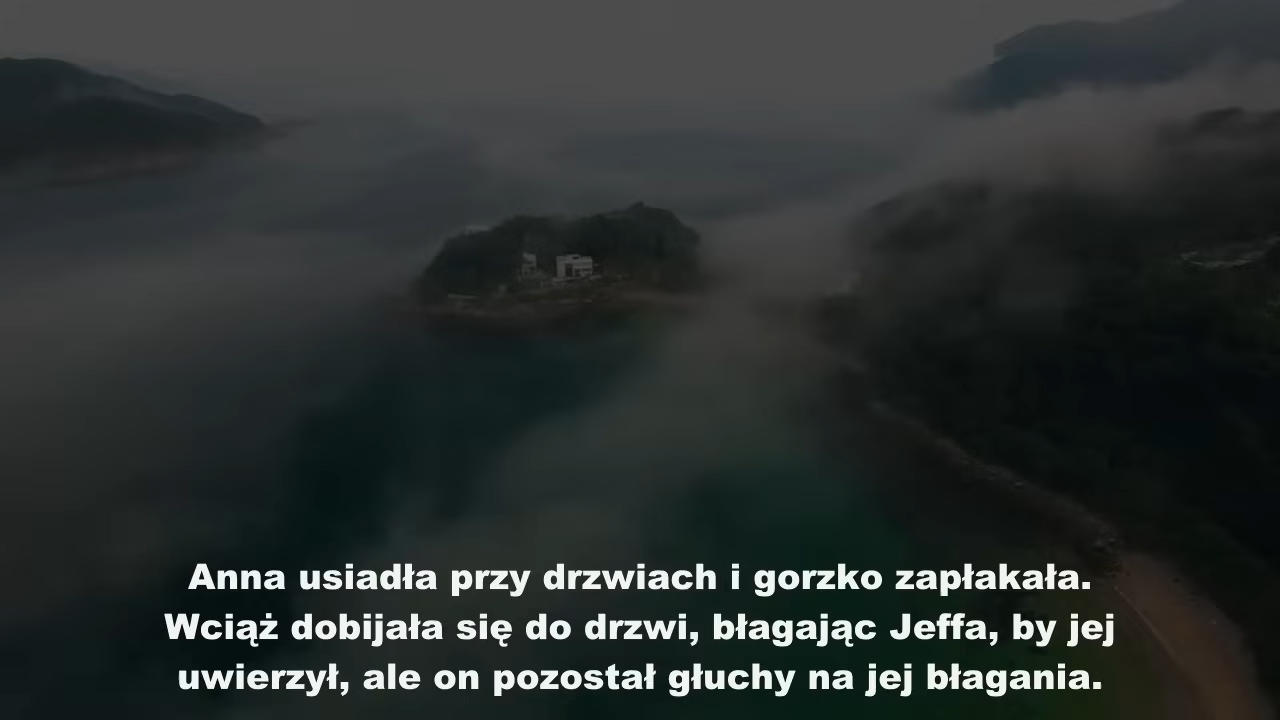 Anna usiadła przy drzwiach i gorzko zapłakała.
Wciąż dobijała się do drzwi, błagając Jeffa, by jej
uwierzył, ale on pozostał głuchy na jej błagania.